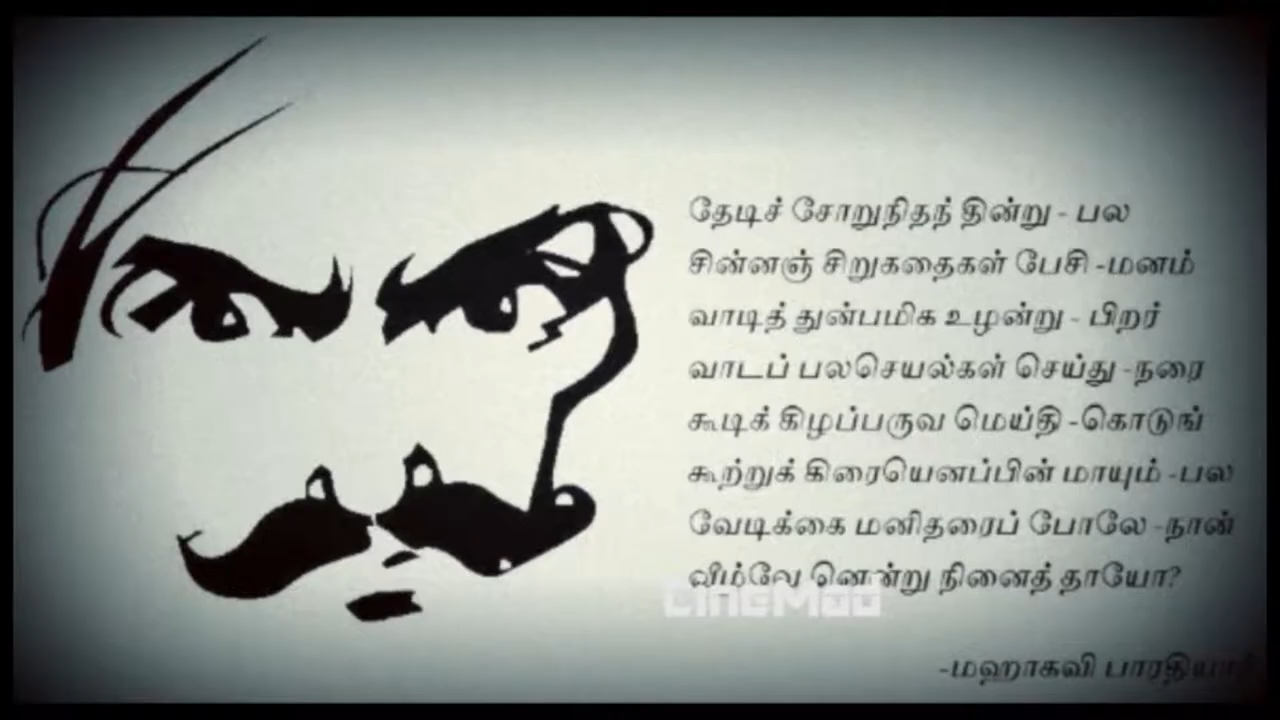 தேடிச் சோறுநிதந் தின்று - பல
சின்னஞ் சிறுகதைகள் பேசி -மனம்
வாடித் துன்பமிக உழன்று - பிறர்
வாடப் பலசெயல்கள் செய்து -நரை
கூடிக் கிழப்பருவ மெய்தி -கொடுங்
கூற்றுக் கிரையெனப்பின் மாயும் -பல
வேடிக்கை மனிதரைப் போலே -நான்
வீழ்வே னென்று நினைத் தாயோ?
CineMoo
-மஹாகவி பாரதியார்